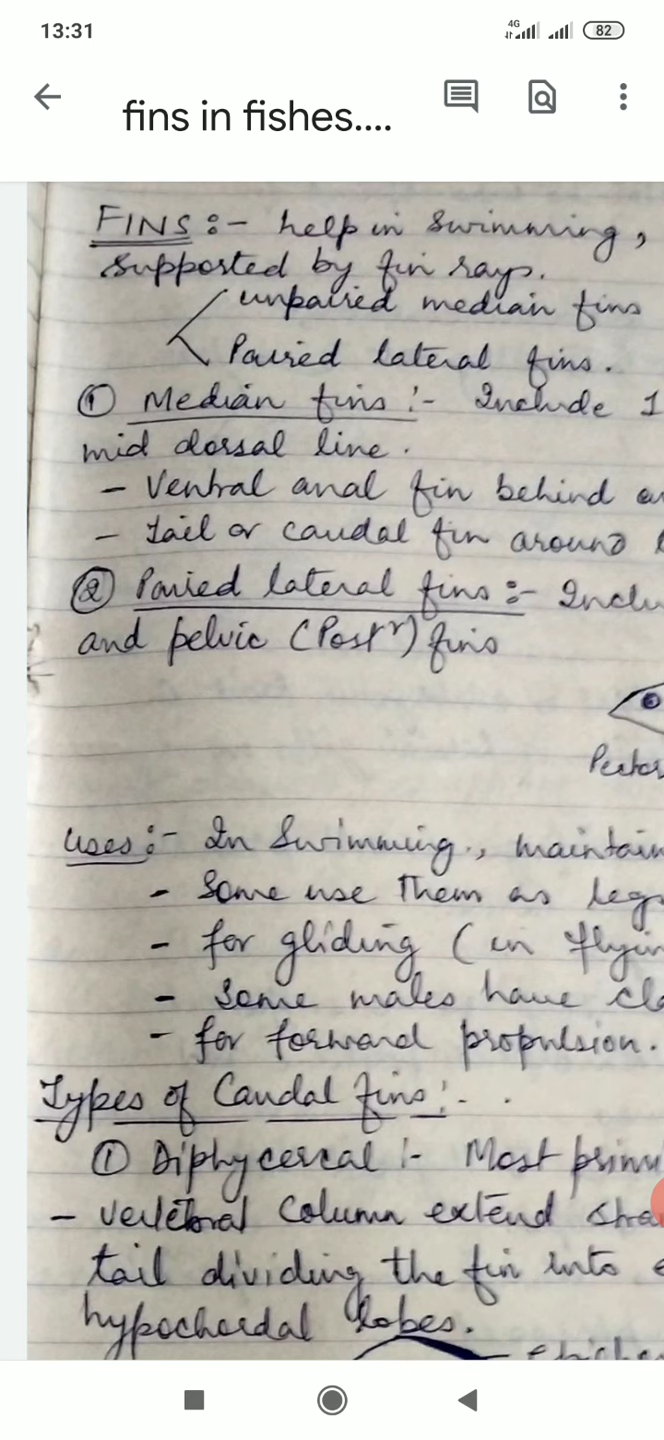 13:31
4G
82
fins in fishes....
FINS :- help in swimming,
supported by fin rays.
unpaired median fins
Paired lateral fins.
① Median fins :- Include 1
mid dorsal line.
- Ventral anal fin behind
- tail or caudal fin around
② Paried lateral fins :-
and pelvic (Postʳ) fins
Uses :- In Swimming.,
- Some use them as
- for gliding (in
- Some males have
- for forward propulsion.
Types of Caudal fins :-
① Diphycercal :- Most
- Vertebral Column extend
tail dividing the fin into
hypochordal lobes.